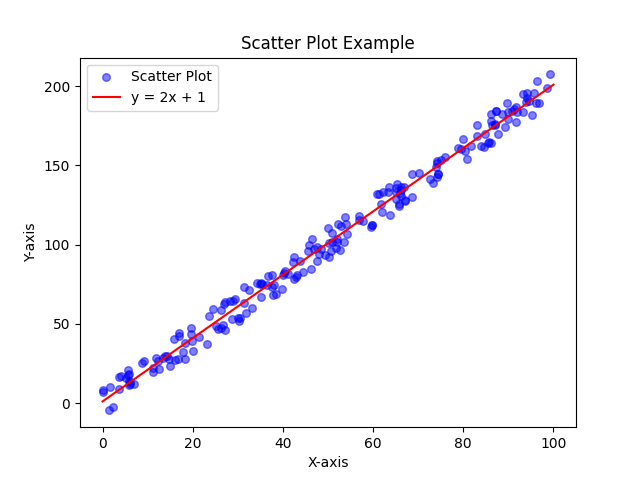 Scatter Plot Example
Scatter Plot
y = 2x + 1
Y-axis
200
150
100
50
0
0 20 40 60 80 100
X-axis